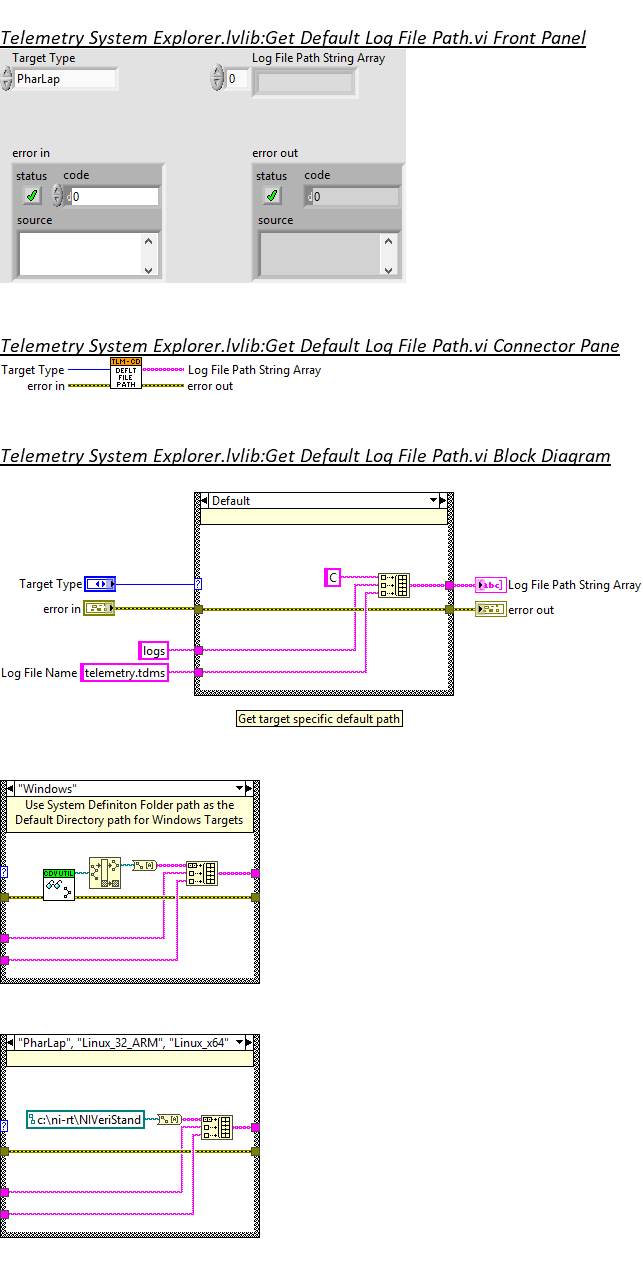 Telemetry System Explorer.lvlib:Get Default Log File Path.vi Front Panel
Target Type
Log File Path String Array
PharLap
0
error in
error out
status code
status code
0
0
source
source
Telemetry System Explorer.lvlib:Get Default Log File Path.vi Connector Pane
TLM - CD
DEFLT
FILE
PATH
Target Type
Log File Path String Array
error in
error out
Telemetry System Explorer.lvlib:Get Default Log File Path.vi Block Diagram
Default
C
Target Type
?
abc
Log File Path String Array
error in
error out
logs
Log File Name
telemetry.tdms
Get target specific default path
"Windows"
Use System Definiton Folder path as the
Default Directory path for Windows Targets
?
CDV UTIL
"PharLap", "Linux_32_ARM", "Linux_x64"
c:\ni-rt\NIVeriStand
?